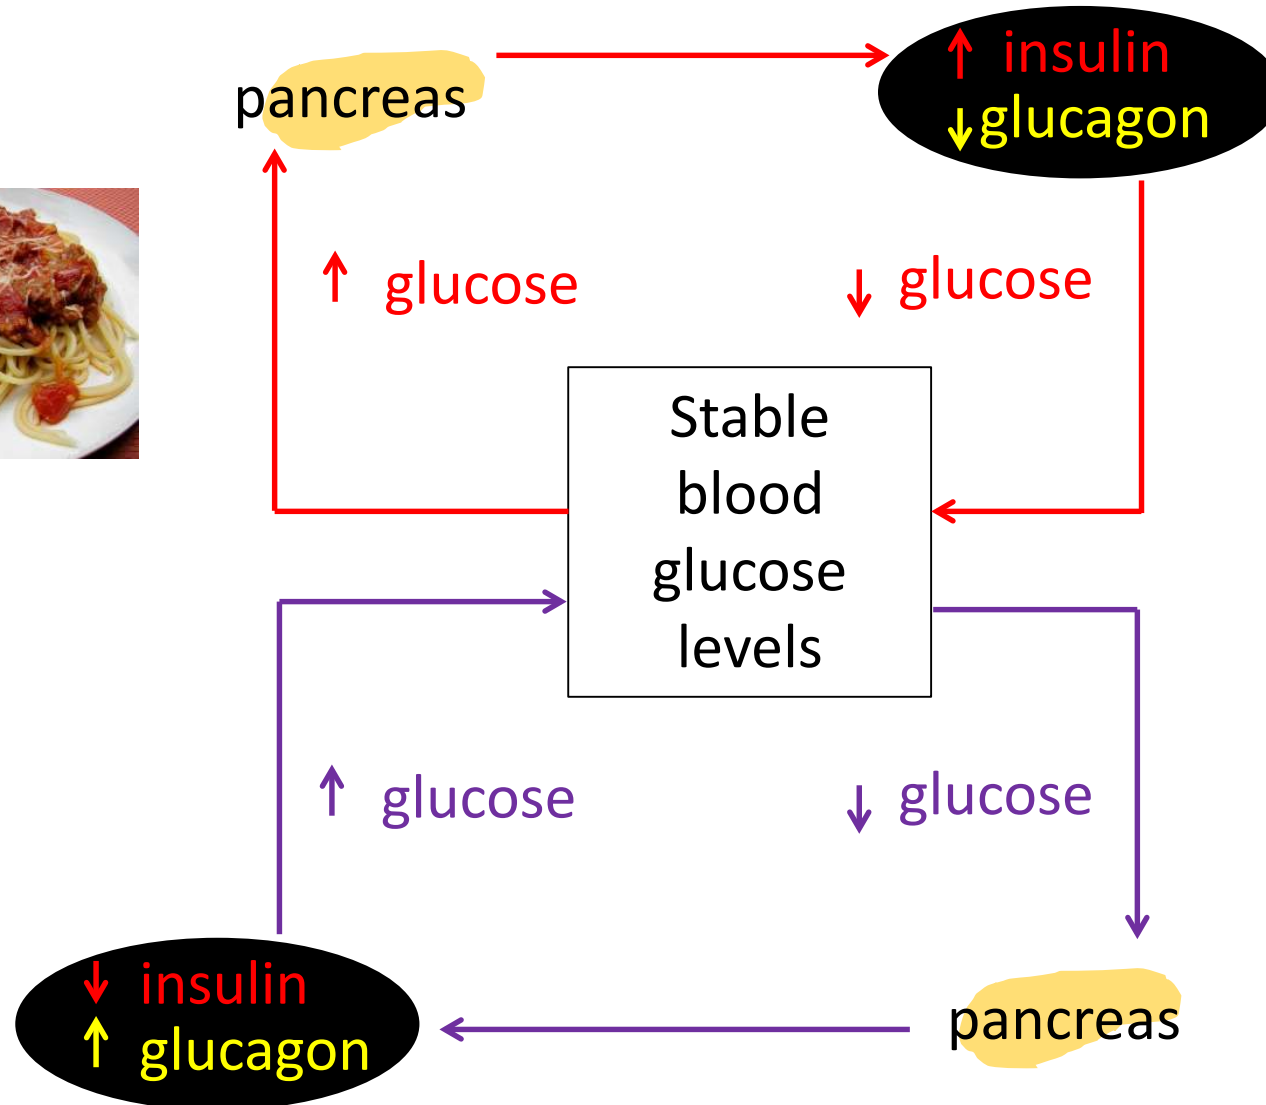 pancreas
↑ insulin
↓ glucagon
↑ glucose
↓ glucose
Stable
blood
glucose
levels
↑ glucose
↓ glucose
↓ insulin
↑ glucagon
pancreas